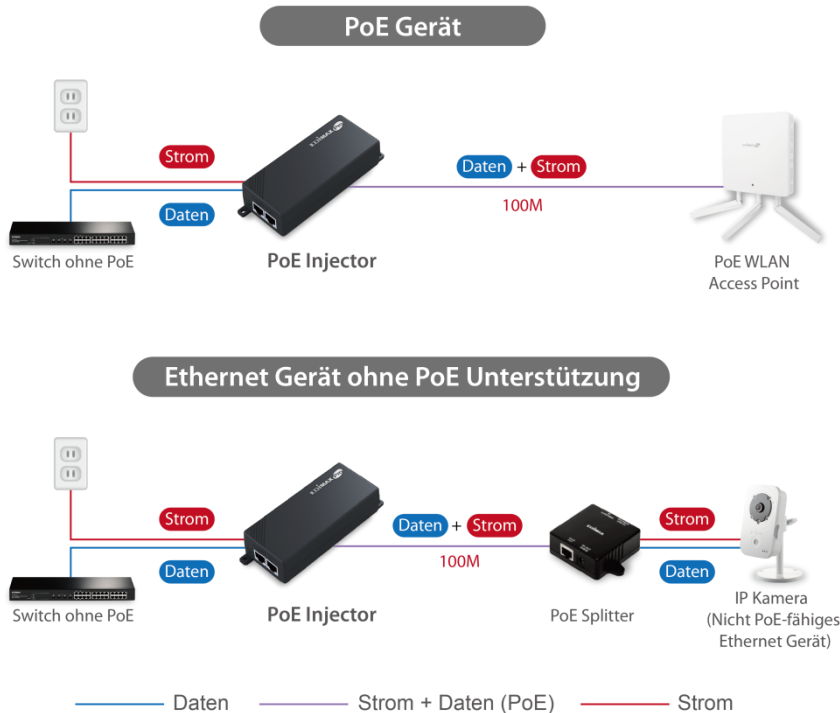 PoE Gerät
EDIMAX
Strom
Daten + Strom
Daten
100M
Switch ohne PoE
PoE Injector
PoE WLAN
Access Point
Ethernet Gerät ohne PoE Unterstützung
EDIMAX
Strom
Daten + Strom
Strom
Daten
100M
Daten
Switch ohne PoE
PoE Injector
PoE Splitter
IP Kamera
(Nicht PoE-fähiges
Ethernet Gerät)
Daten
Strom + Daten (PoE)
Strom